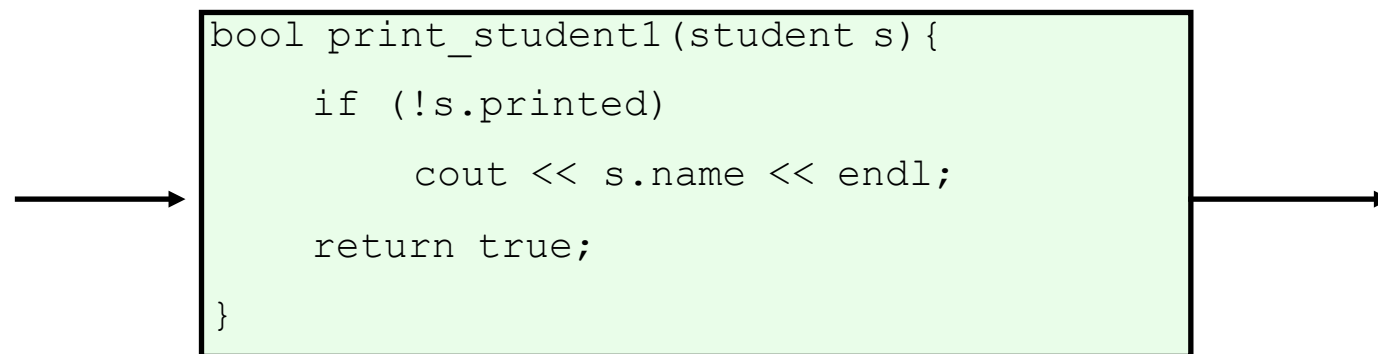 bool print_student1(student s){
if (!s.printed)
cout << s.name << endl;
return true;
}